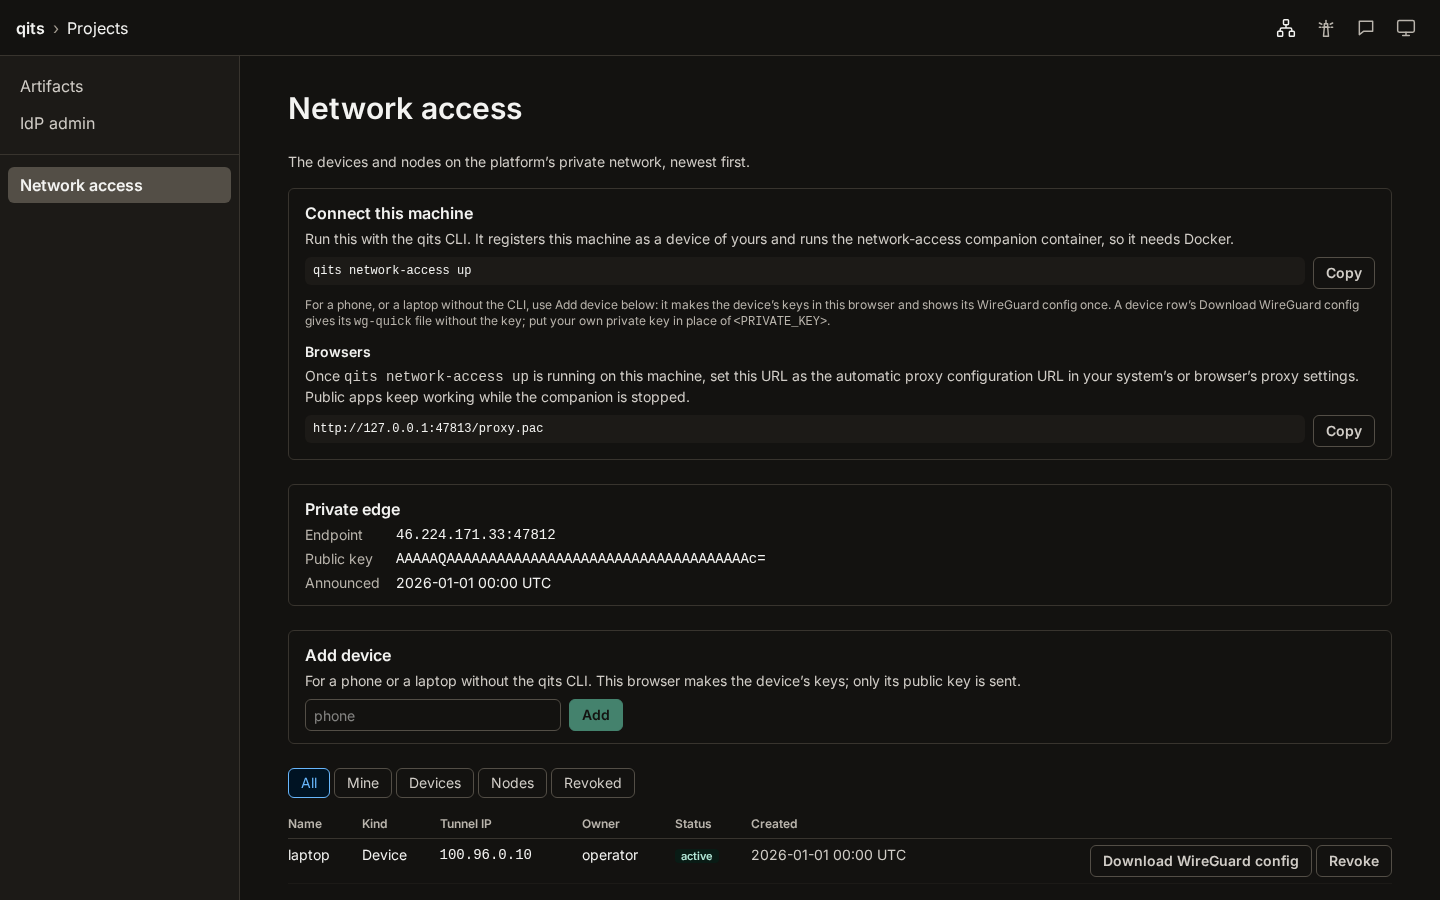 qits › Projects
Artifacts
IdP admin
Network access
Network access
The devices and nodes on the platform’s private network, newest first.
Connect this machine
Run this with the qits CLI. It registers this machine as a device of yours and runs the network-access companion container, so it needs Docker.
qits network-access up
Copy
For a phone, or a laptop without the CLI, use Add device below: it makes the device’s keys in this browser and shows its WireGuard config once. A device row’s Download WireGuard config
gives its wg-quick file without the key; put your own private key in place of <PRIVATE_KEY>.
Browsers
Once qits network-access up is running on this machine, set this URL as the automatic proxy configuration URL in your system’s or browser’s proxy settings.
Public apps keep working while the companion is stopped.
http://127.0.0.1:47813/proxy.pac
Copy
Private edge
Endpoint 46.224.171.33:47812
Public key AAAAAQAAAAAAAAAAAAAAAAAAAAAAAAAAAAAAAAAAAAc=
Announced 2026-01-01 00:00 UTC
Add device
For a phone or a laptop without the qits CLI. This browser makes the device’s keys; only its public key is sent.
phone
Add
All Mine Devices Nodes Revoked
Name Kind Tunnel IP Owner Status Created
laptop Device 100.96.0.10 operator active 2026-01-01 00:00 UTC Download WireGuard config Revoke